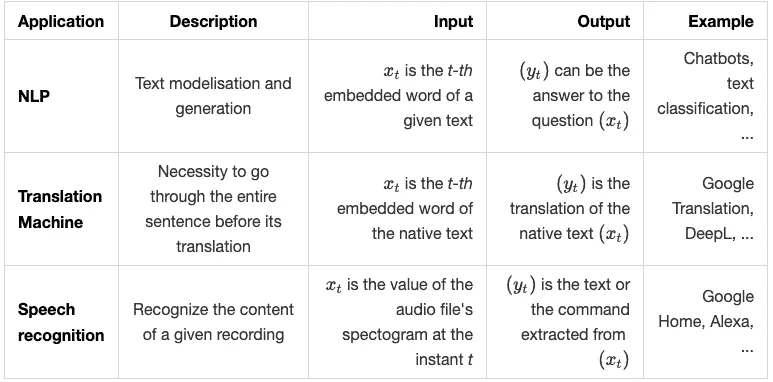 Application Description Input Output Example
NLP
Text modelisation and
generation
x_t is the t-th
embedded word of a
given text
(y_t) can be the
answer to the
question (x_t)
Chatbots,
text
classification,
...
Translation
Machine
Necessity to go
through the entire
sentence before its
translation
x_t is the t-th
embedded word of
the native text
(y_t) is the
translation of the
native text (x_t)
Google
Translation,
DeepL, ...
Speech
recognition
Recognize the content
of a given recording
x_t is the value of the
audio file's
spectogram at the
instant t
(y_t) is the text or
the command
extracted from
(x_t)
Google
Home, Alexa,
...